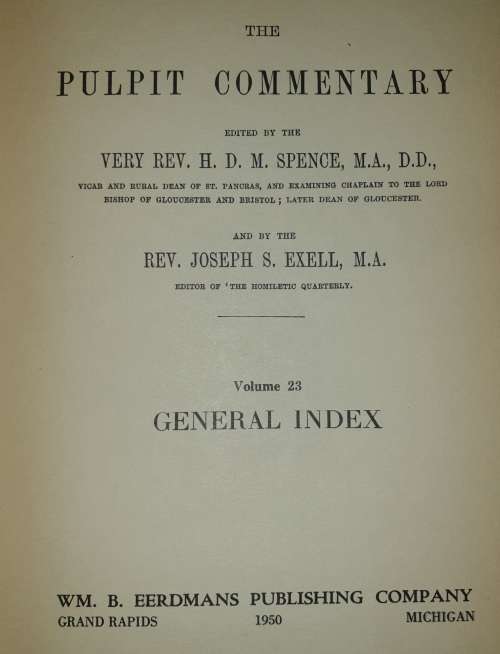 THE
PULPIT COMMENTARY
EDITED BY THE
VERY REV. H. D. M. SPENCE, M.A., D.D.,
VICAR AND RURAL DEAN OF ST. PANCRAS, AND EXAMINING CHAPLAIN TO THE LORD
BISHOP OF GLOUCESTER AND BRISTOL; LATER DEAN OF GLOUCESTER.
AND BY THE
REV. JOSEPH S. EXELL, M.A.
EDITOR OF 'THE HOMILETIC QUARTERLY.
Volume 23
GENERAL INDEX
WM. B. EERDMANS PUBLISHING COMPANY
GRAND RAPIDS 1950 MICHIGAN